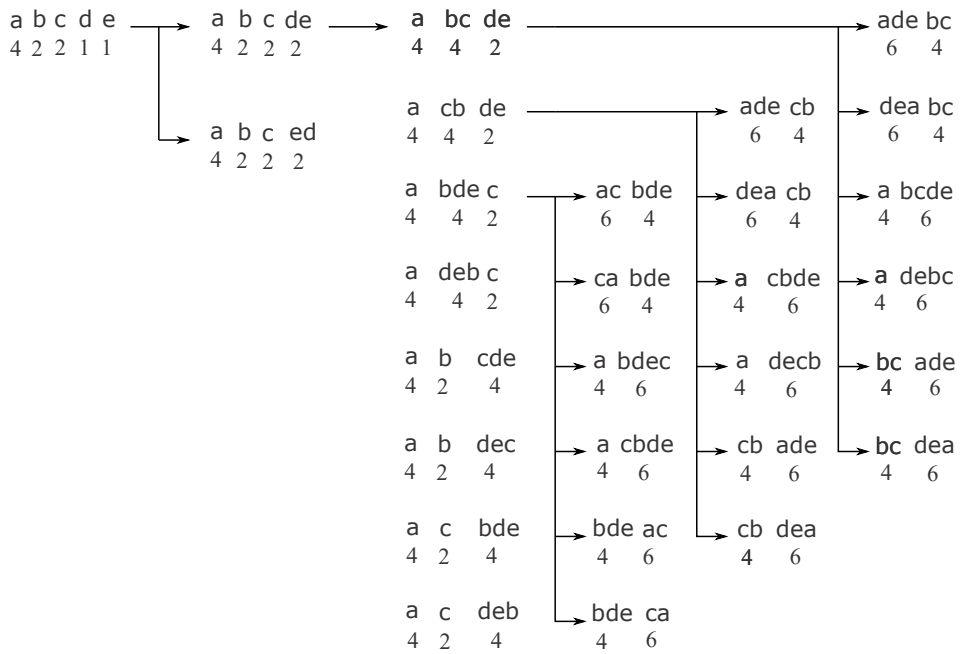 a b c d e a b c de a bc de ade bc
4 2 2 1 1 4 2 2 2 4 4 2 6 4
a b c ed a cb de ade cb dea bc
4 2 2 2 4 4 2 6 4 6 4
a bde c ac bde dea cb a bcde
4 4 2 6 4 6 4 4 6
a deb c ca bde a cbde a debc
4 4 2 6 4 4 6 4 6
a b cde a bdec a decb bc ade
4 2 4 4 6 4 6 4 6
a b dec a cbde cb ade bc dea
4 2 4 4 6 4 6 4 6
a c bde bde ac cb dea
4 2 4 4 6 4 6
a c deb bde ca
4 2 4 4 6